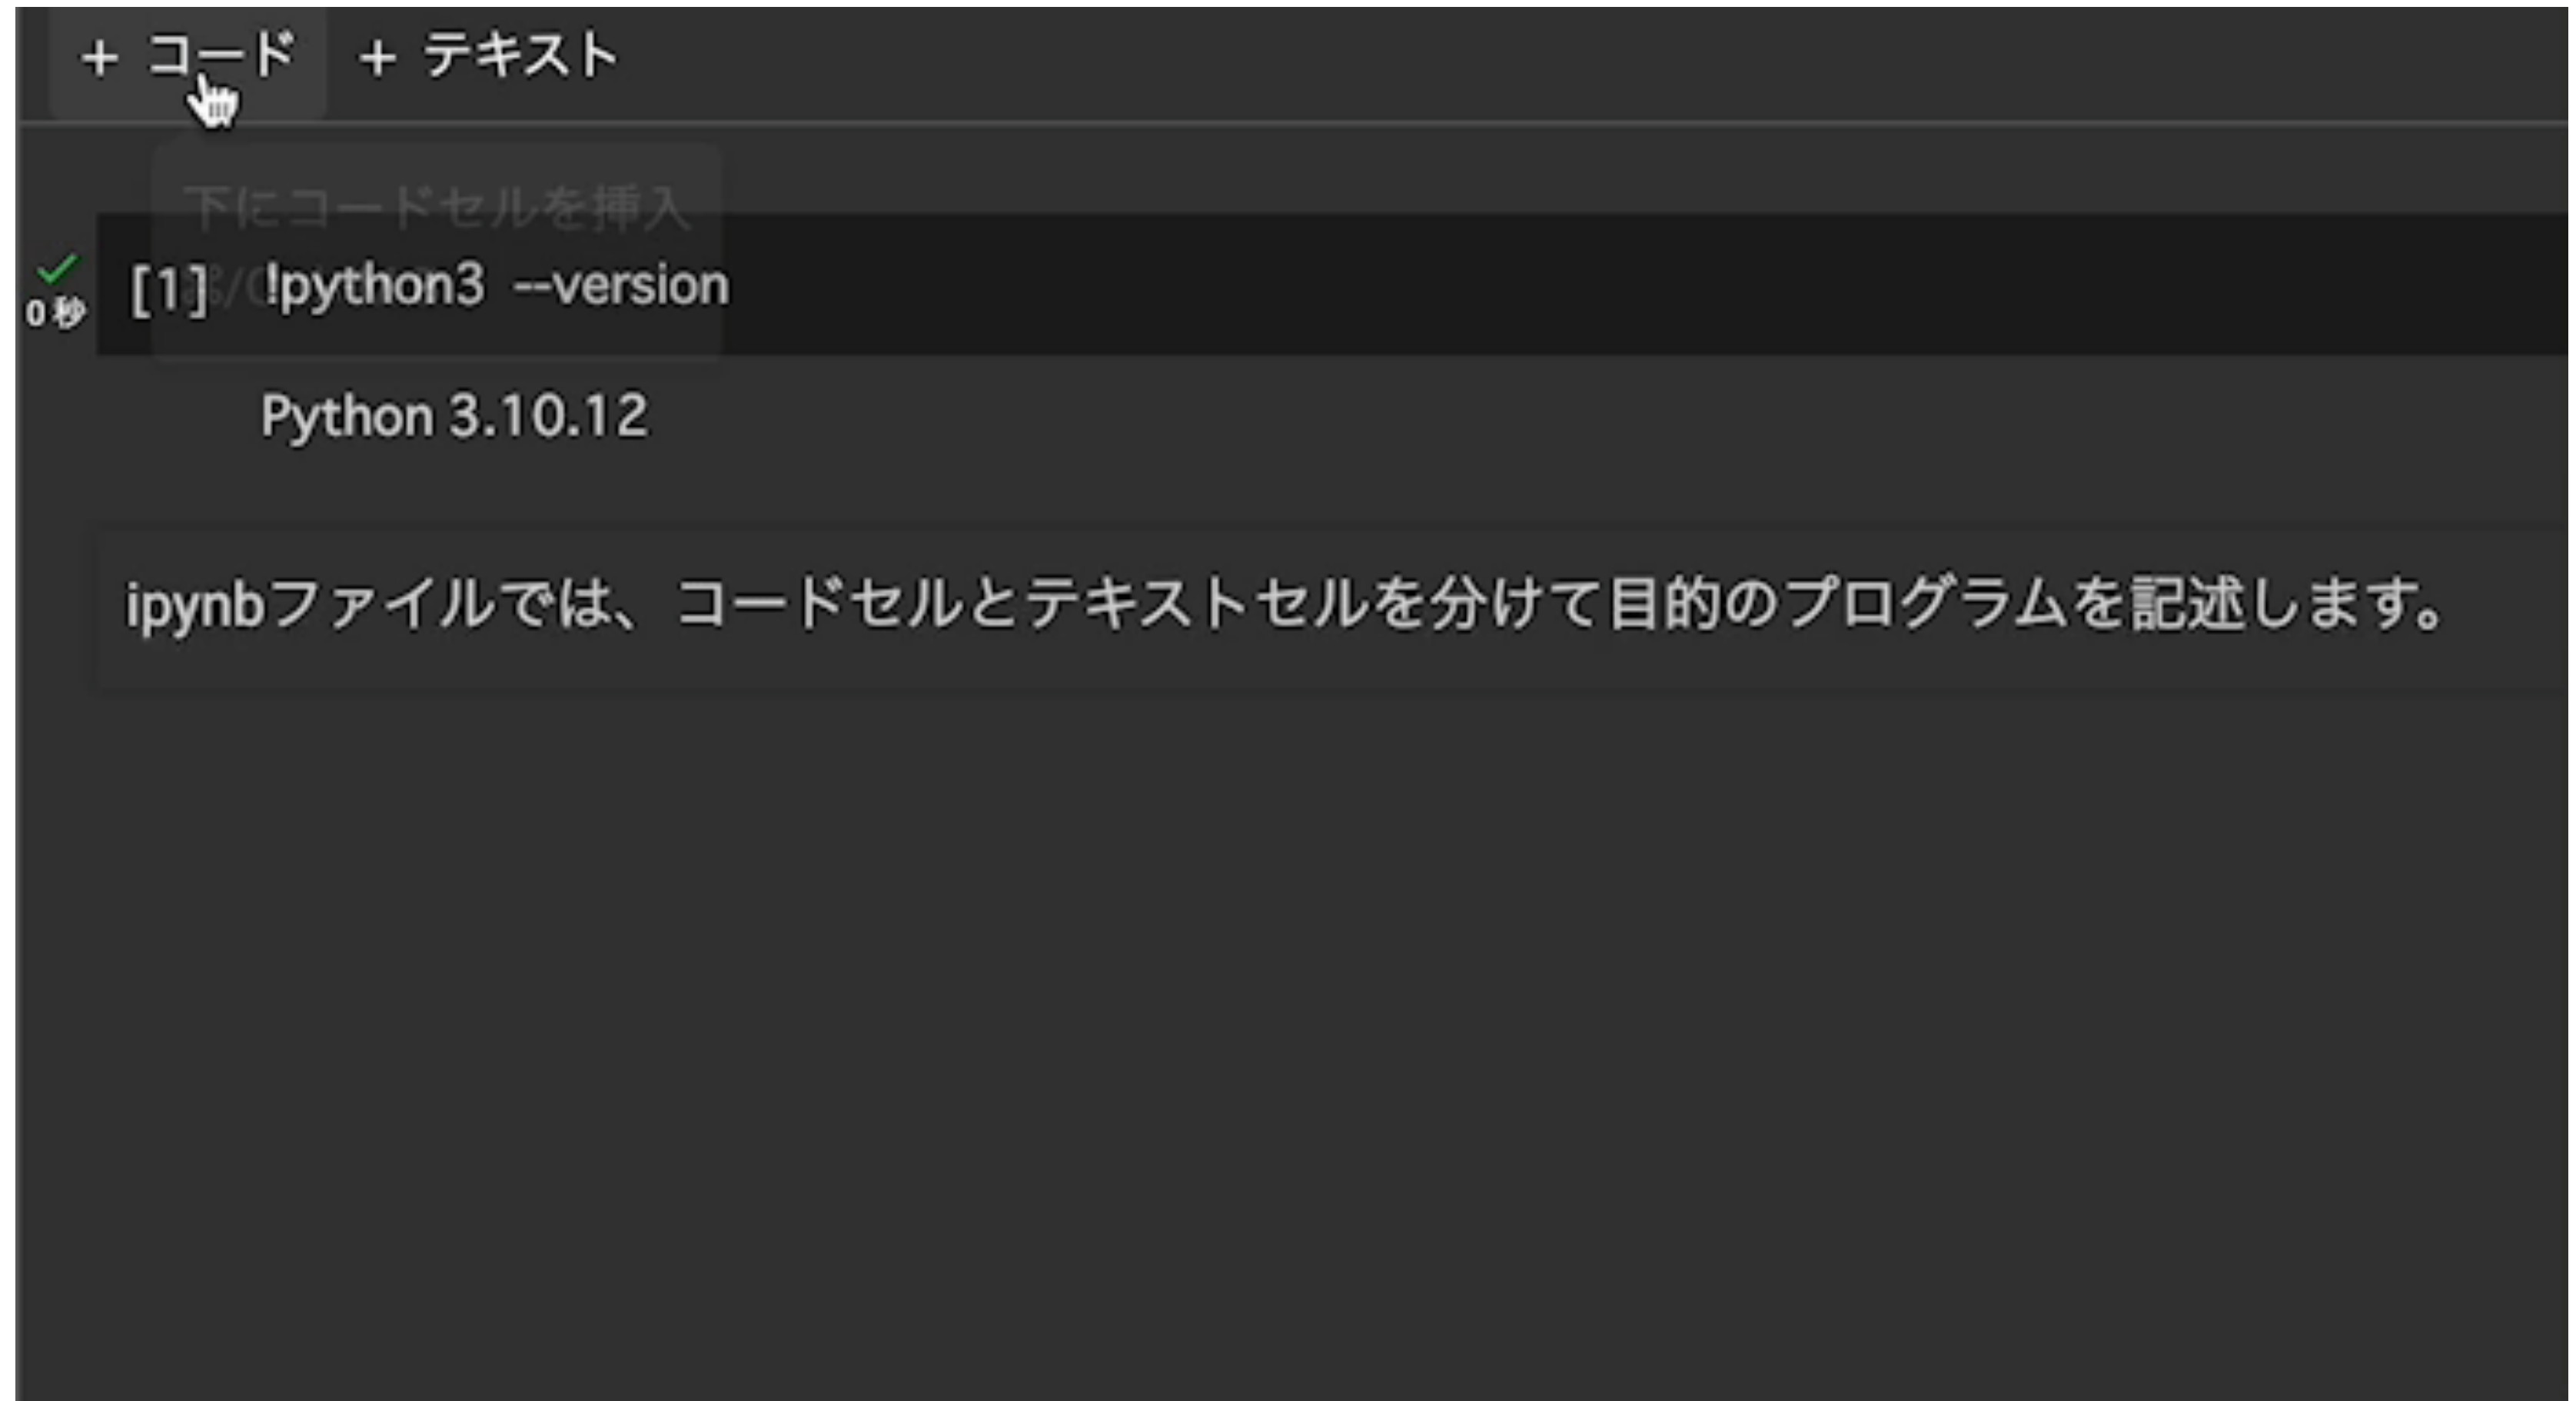 + コード + テキスト
下にコードセルを挿入
[1] !python3 --version
0 秒
Python 3.10.12
ipynbファイルでは、コードセルとテキストセルを分けて目的のプログラムを記述します。